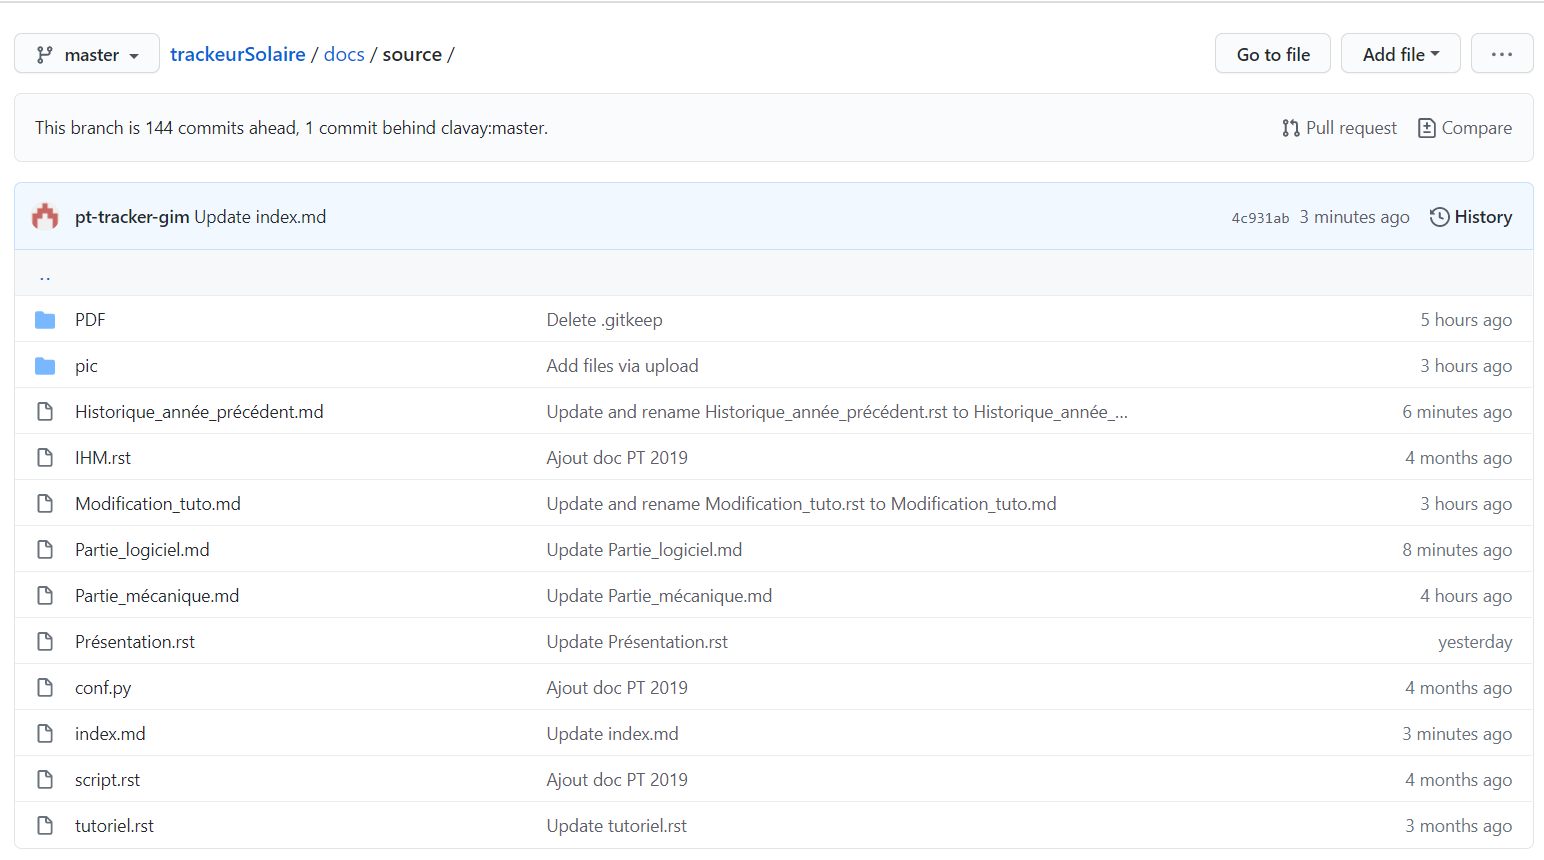 master trackeurSolaire / docs / source / Go to file Add file ...
This branch is 144 commits ahead, 1 commit behind clavay:master. Pull request Compare
pt-tracker-gim Update index.md 4c931ab 3 minutes ago History
..
PDF Delete .gitkeep 5 hours ago
pic Add files via upload 3 hours ago
Historique_année_précédent.md Update and rename Historique_année_précédent.rst to Historique_année_... 6 minutes ago
IHM.rst Ajout doc PT 2019 4 months ago
Modification_tuto.md Update and rename Modification_tuto.rst to Modification_tuto.md 3 hours ago
Partie_logiciel.md Update Partie_logiciel.md 8 minutes ago
Partie_mécanique.md Update Partie_mécanique.md 4 hours ago
Présentation.rst Update Présentation.rst yesterday
conf.py Ajout doc PT 2019 4 months ago
index.md Update index.md 3 minutes ago
script.rst Ajout doc PT 2019 4 months ago
tutoriel.rst Update tutoriel.rst 3 months ago